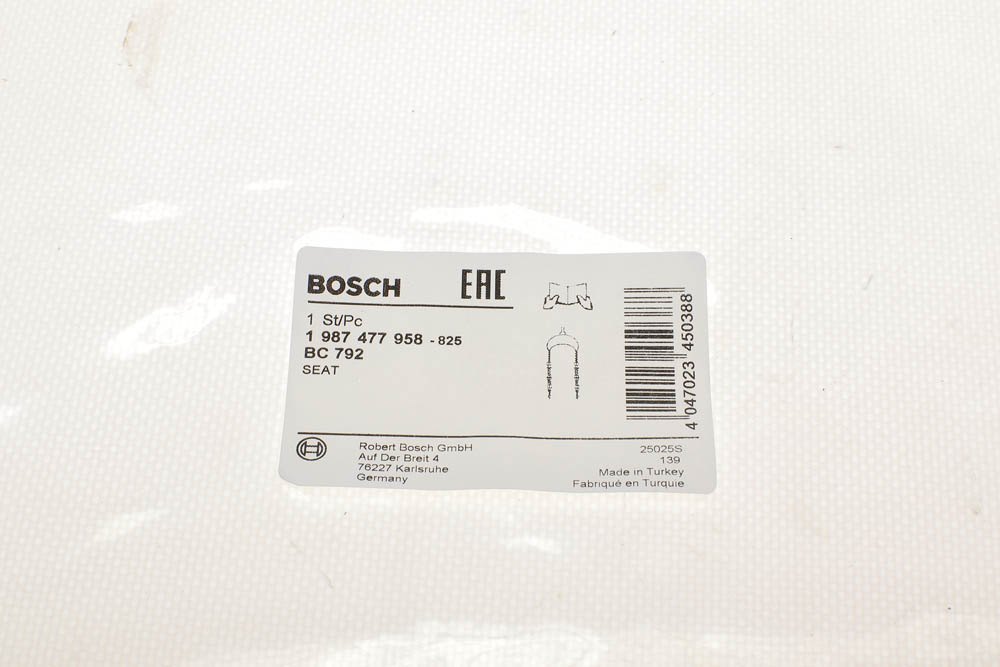 BOSCH
EAC
1 St/Pc
1 987 477 958 - 825
BC 792
SEAT
4 047023 450388
Robert Bosch GmbH
Auf Der Breit 4
76227 Karlsruhe
Germany
25025S
139
Made in Turkey
Fabriqué en Turquie